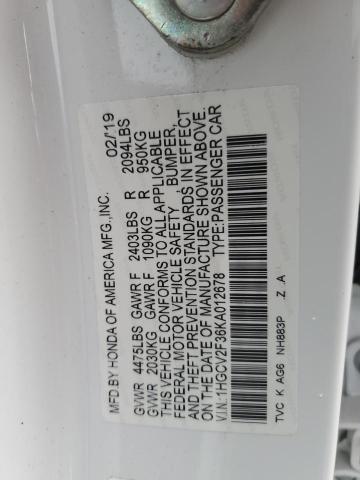 MFD.BY HONDA OF AMERICA MFG.,INC. 02/'19
GVWR 4475LBS GAWR F 2403LBS R 2094LBS
GVWR 2030KG GAWR F 1090KG R 950KG
THIS VEHICLE CONFORMS TO ALL APPLICABLE
FEDERAL MOTOR VEHICLE SAFETY, BUMPER,
AND THEFT PREVENTION STANDARDS IN EFFECT
ON THE DATE OF MANUFACTURE SHOWN ABOVE.
V.I.N.:1HGCV2F36KA012678 TYPE:PASSENGER CAR
TVC K AG6 NH883P Z .A